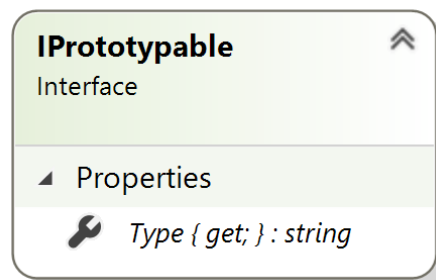 IPrototypable
Interface
Properties
Type { get; } : string